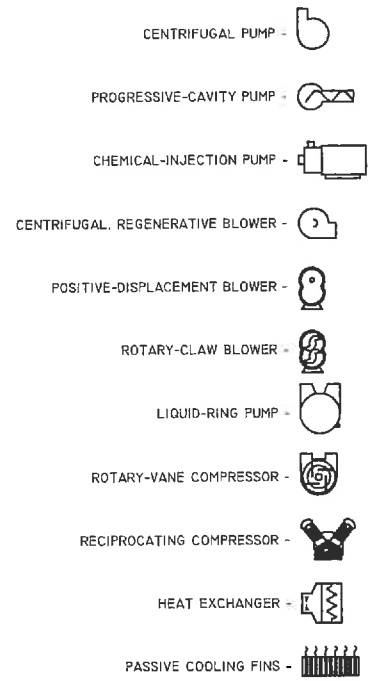 CENTRIFUGAL PUMP -
PROGRESSIVE-CAVITY PUMP -
CHEMICAL-INJECTION PUMP -
CENTRIFUGAL, REGENERATIVE BLOWER -
POSITIVE-DISPLACEMENT BLOWER -
ROTARY-CLAW BLOWER -
LIQUID-RING PUMP -
ROTARY-VANE COMPRESSOR -
RECIPROCATING COMPRESSOR -
HEAT EXCHANGER -
PASSIVE COOLING FINS -